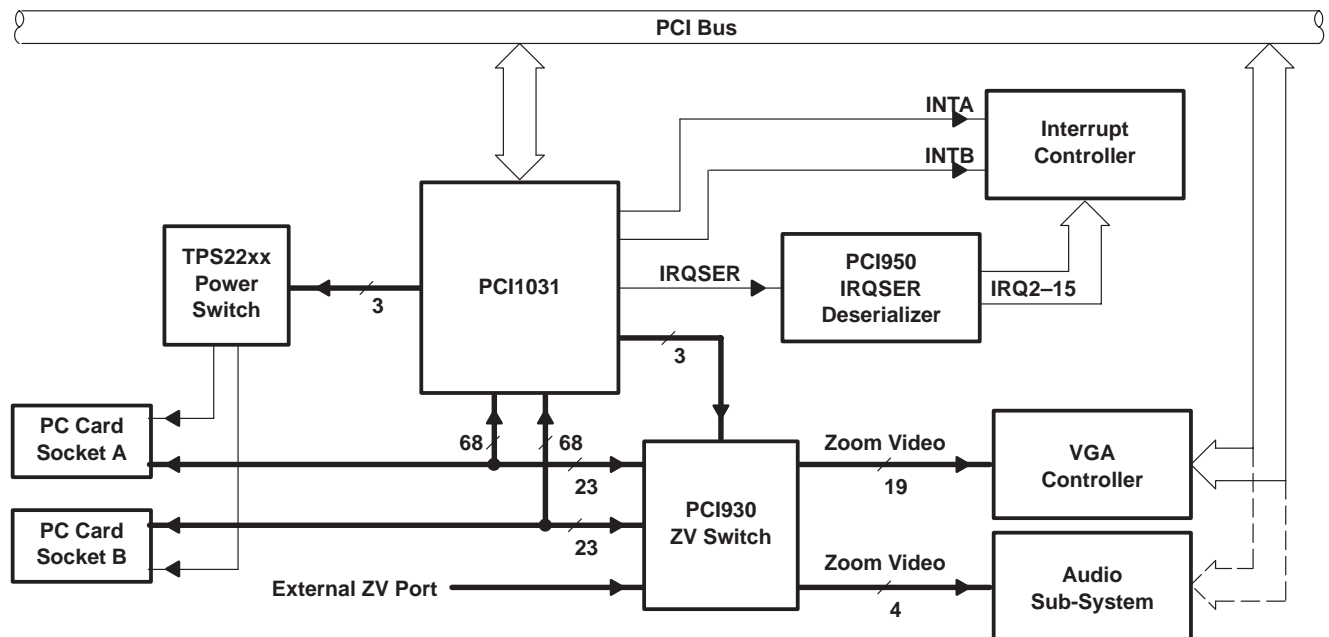 PCI Bus
INTA
Interrupt
Controller
INTB
TPS22xx
Power
Switch
3
PCI1031
IRQSER
PCI950
IRQSER
Deserializer
IRQ2–15
3
PC Card
Socket A
68
68
23
Zoom Video
19
VGA
Controller
PCI930
ZV Switch
PC Card
Socket B
23
External ZV Port
Zoom Video
4
Audio
Sub-System